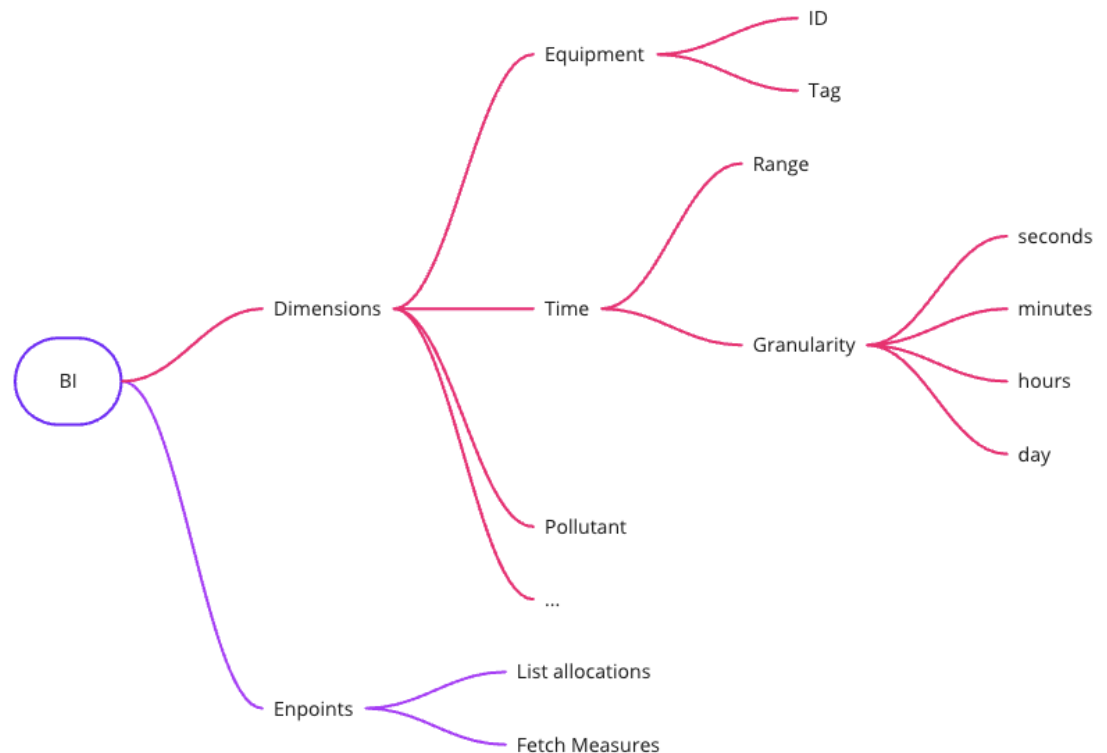 BI
Dimensions
Equipment
ID
Tag
Time
Range
Granularity
seconds
minutes
hours
day
Pollutant
...
Enpoints
List allocations
Fetch Measures